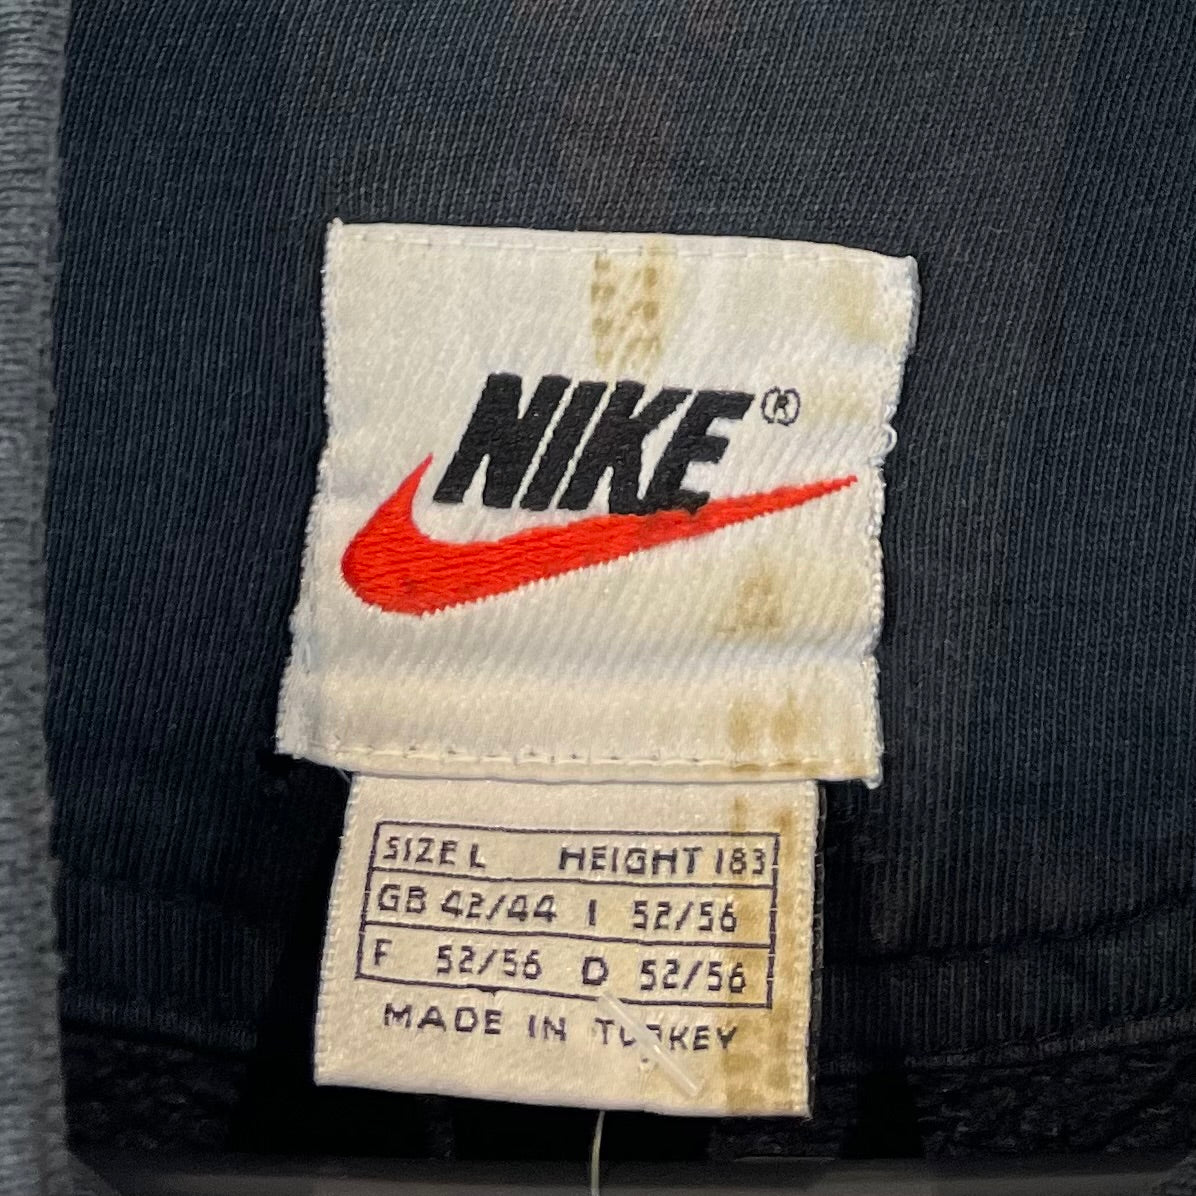 NIKE®
SIZE L HEIGHT 183
GB 42/44 I 52/56
F 52/56 D 52/56
MADE IN TURKEY